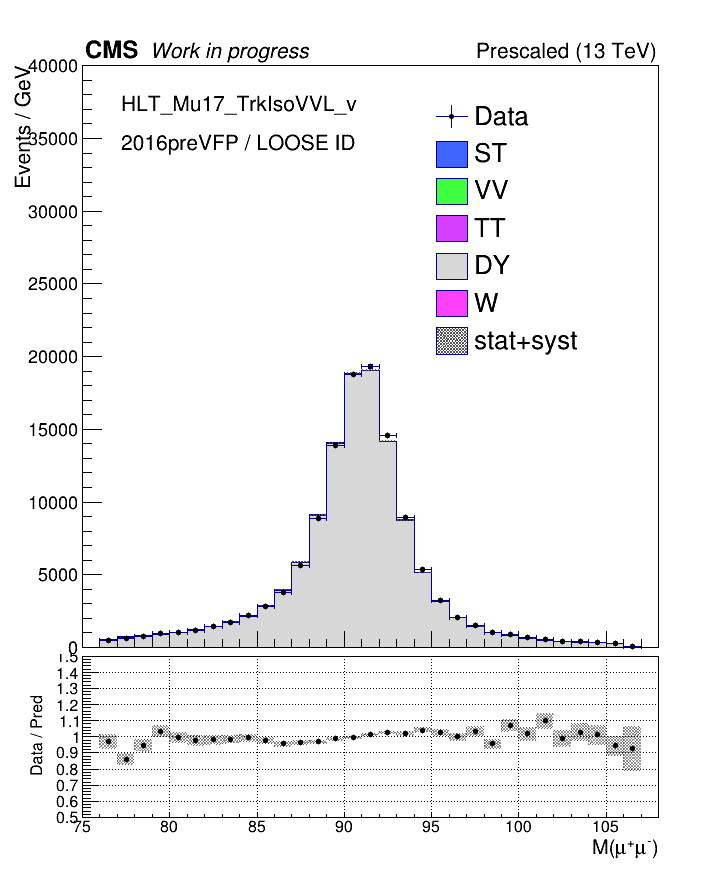 CMS Work in progress Prescaled (13 TeV)
Events / GeV
40000
35000
30000
25000
20000
15000
10000
5000
0
HLT_Mu17_TrkIsoVVL_v
2016preVFP / LOOSE ID
Data
ST
VV
TT
DY
W
stat+syst
Data / Pred
1.5
1.4
1.3
1.2
1.1
1
0.9
0.8
0.7
0.6
0.5
75 80 85 90 95 100 105
M(μ⁺μ⁻)